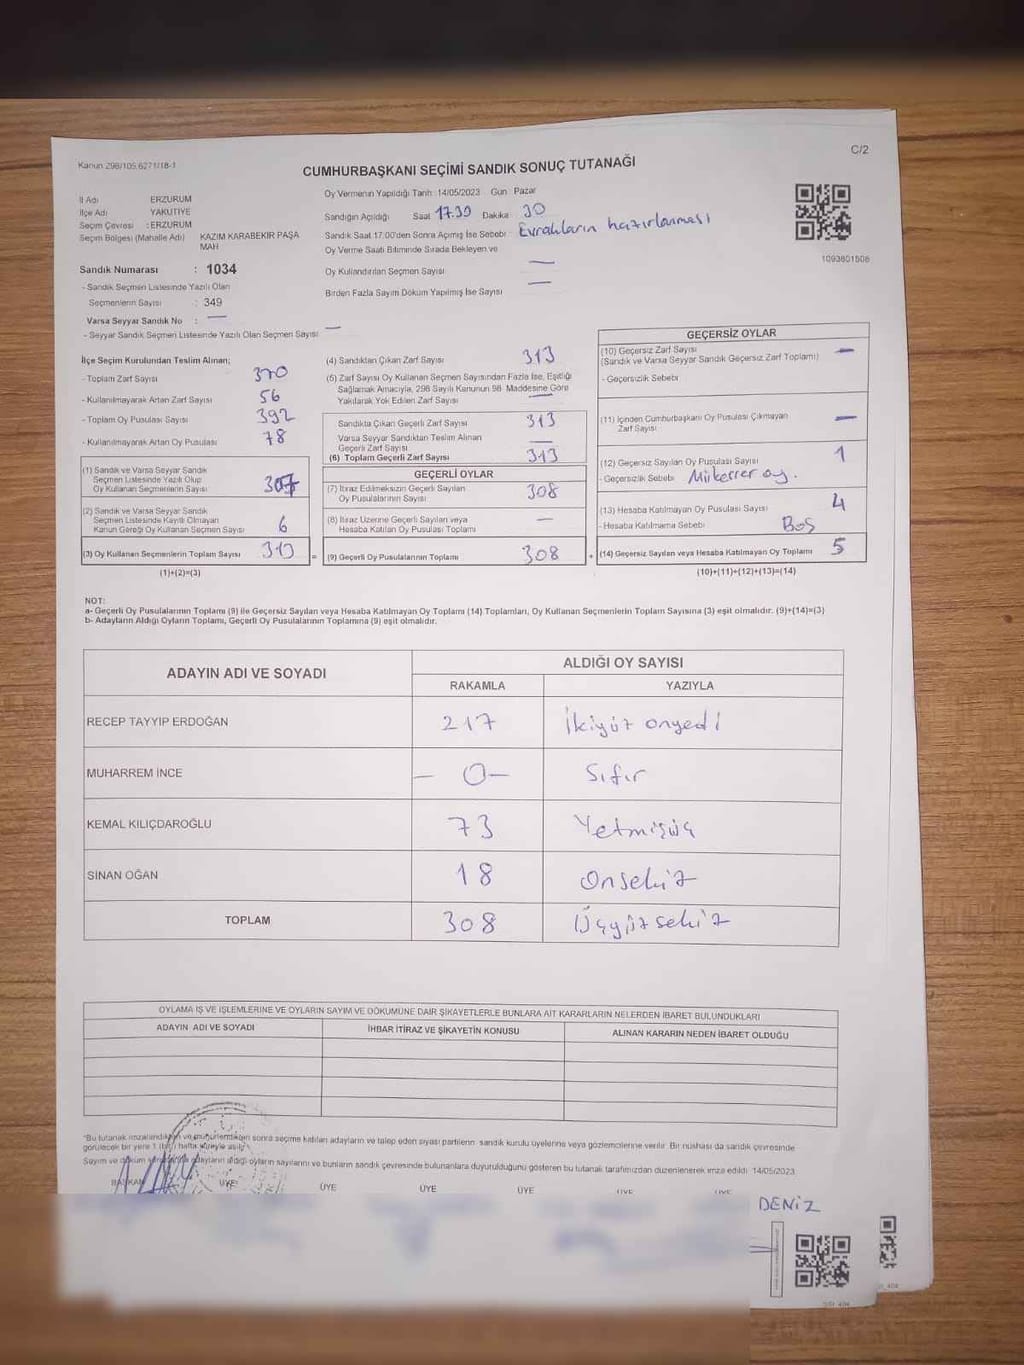 C/2
Kanun 298/105.6271/18-1
CUMHURBAŞKANI SEÇİMİ SANDIK SONUÇ TUTANAĞI
İl Adı ERZURUM
İlçe Adı YAKUTİYE
Seçim Çevresi : ERZURUM
Seçim Bölgesi (Mahalle Adı) KAZIM KARABEKİR PAŞA
MAH
Sandık Numarası : 1034
- Sandık Seçmen Listesinde Yazılı Olan
Seçmenlerin Sayısı : 349
Varsa Seyyar Sandık No : —
- Seyyar Sandık Seçmen Listesinde Yazılı Olan Seçmen Sayısı: —
Oy Vermenin Yapıldığı Tarih: 14/05/2023 Gün: Pazar
Sandığın Açıldığı Saat 17:39 Dakika: 30
Sandık Saat 17:00'den Sonra Açılmış İse Sebebi: Evrakların hazırlanması
Oy Verme Saati Bitiminde Sırada Bekleyen ve
Oy Kullandırılan Seçmen Sayısı —
Birden Fazla Sayım Döküm Yapılmış İse Sayısı —
1093801506
İlçe Seçim Kurulundan Teslim Alınan;
- Toplam Zarf Sayısı 370
- Kullanılmayarak Artan Zarf Sayısı 56
- Toplam Oy Pusulası Sayısı 392
- Kullanılmayarak Artan Oy Pusulası 78
(1) Sandık ve Varsa Seyyar Sandık
Seçmen Listesinde Yazılı Olup
Oy Kullanan Seçmenlerin Sayısı 307
(2) Sandık ve Varsa Seyyar Sandık
Seçmen Listesinde Kayıtlı Olmayan
Kanun Gereği Oy Kullanan Seçmen Sayısı 6
(3) Oy Kullanan Seçmenlerin Toplam Sayısı 313 =
(1)+(2)=(3)
(4) Sandıktan Çıkan Zarf Sayısı 313
(5) Zarf Sayısı Oy Kullanan Seçmen Sayısından Fazla İse, Eşitliği
Sağlamak Amacıyla, 298 Sayılı Kanunun 98. Maddesine Göre
Yakılarak Yok Edilen Zarf Sayısı —
Sandıkta Çıkan Geçerli Zarf Sayısı 313
Varsa Seyyar Sandıktan Teslim Alınan
Geçerli Zarf Sayısı —
(6) Toplam Geçerli Zarf Sayısı 313
GEÇERLİ OYLAR
(7) İtiraz Edilmeksizin Geçerli Sayılan
Oy Pusulalarının Sayısı 308
(8) İtiraz Üzerine Geçerli Sayılan veya
Hesaba Katılan Oy Pusulası Toplamı —
(9) Geçerli Oy Pusulalarının Toplamı 308 +
GEÇERSİZ OYLAR
(10) Geçersiz Zarf Sayısı
(Sandık ve Varsa Seyyar Sandık Geçersiz Zarf Toplamı) —
- Geçersizlik Sebebi
(11) İçinden Cumhurbaşkanı Oy Pusulası Çıkmayan
Zarf Sayısı —
(12) Geçersiz Sayılan Oy Pusulası Sayısı 1
- Geçersizlik Sebebi Mükerrer oy.
(13) Hesaba Katılmayan Oy Pusulası Sayısı 4
- Hesaba Katılmama Sebebi Boş
(14) Geçersiz Sayılan veya Hesaba Katılmayan Oy Toplamı 5
(10)+(11)+(12)+(13)=(14)
NOT:
a- Geçerli Oy Pusulalarının Toplamı (9) ile Geçersiz Sayılan veya Hesaba Katılmayan Oy Toplamı (14) Toplamları, Oy Kullanan Seçmenlerin Toplam Sayısına (3) eşit olmalıdır. (9)+(14)=(3)
b- Adayların Aldığı Oyların Toplamı, Geçerli Oy Pusulalarının Toplamına (9) eşit olmalıdır.
ADAYIN ADI VE SOYADI ALDIĞI OY SAYISI
RAKAMLA YAZIYLA
RECEP TAYYIP ERDOĞAN 217 İkiyüz onyedi
MUHARREM İNCE — 0 — Sıfır
KEMAL KILIÇDAROĞLU 73 Yetmişüç
SİNAN OĞAN 18 Onsekiz
TOPLAM 308 Üçyüzsekiz
OYLAMA İŞ VE İŞLEMLERİNE VE OYLARIN SAYIM VE DÖKÜMÜNE DAİR ŞİKAYETLERLE BUNLARA AİT KARARLARIN NELERDEN İBARET BULUNDUKLARI
ADAYIN ADI VE SOYADI İHBAR İTİRAZ VE ŞİKAYETİN KONUSU ALINAN KARARIN NEDEN İBARET OLDUĞU
*Bu tutanak imzalandıktan ve mühürlendikten sonra seçime katılan adayların ve talep eden siyasi partilerin sandık kurulu üyelerine veya gözlemcilerine verilir. Bir nüshası da sandık çevresinde
görülecek bir yere 1 (bir) hafta süreyle asılır.
Sayım ve döküm sonunda adayların aldığı oyların sayılarını ve bunların sandık çevresinde bulunanlara duyurulduğunu gösteren bu tutanak tarafımızdan düzenlenerek imza edildi. 14/05/2023
BAŞKAN ÜYE ÜYE ÜYE ÜYE ÜYE ÜYE
DENİZ